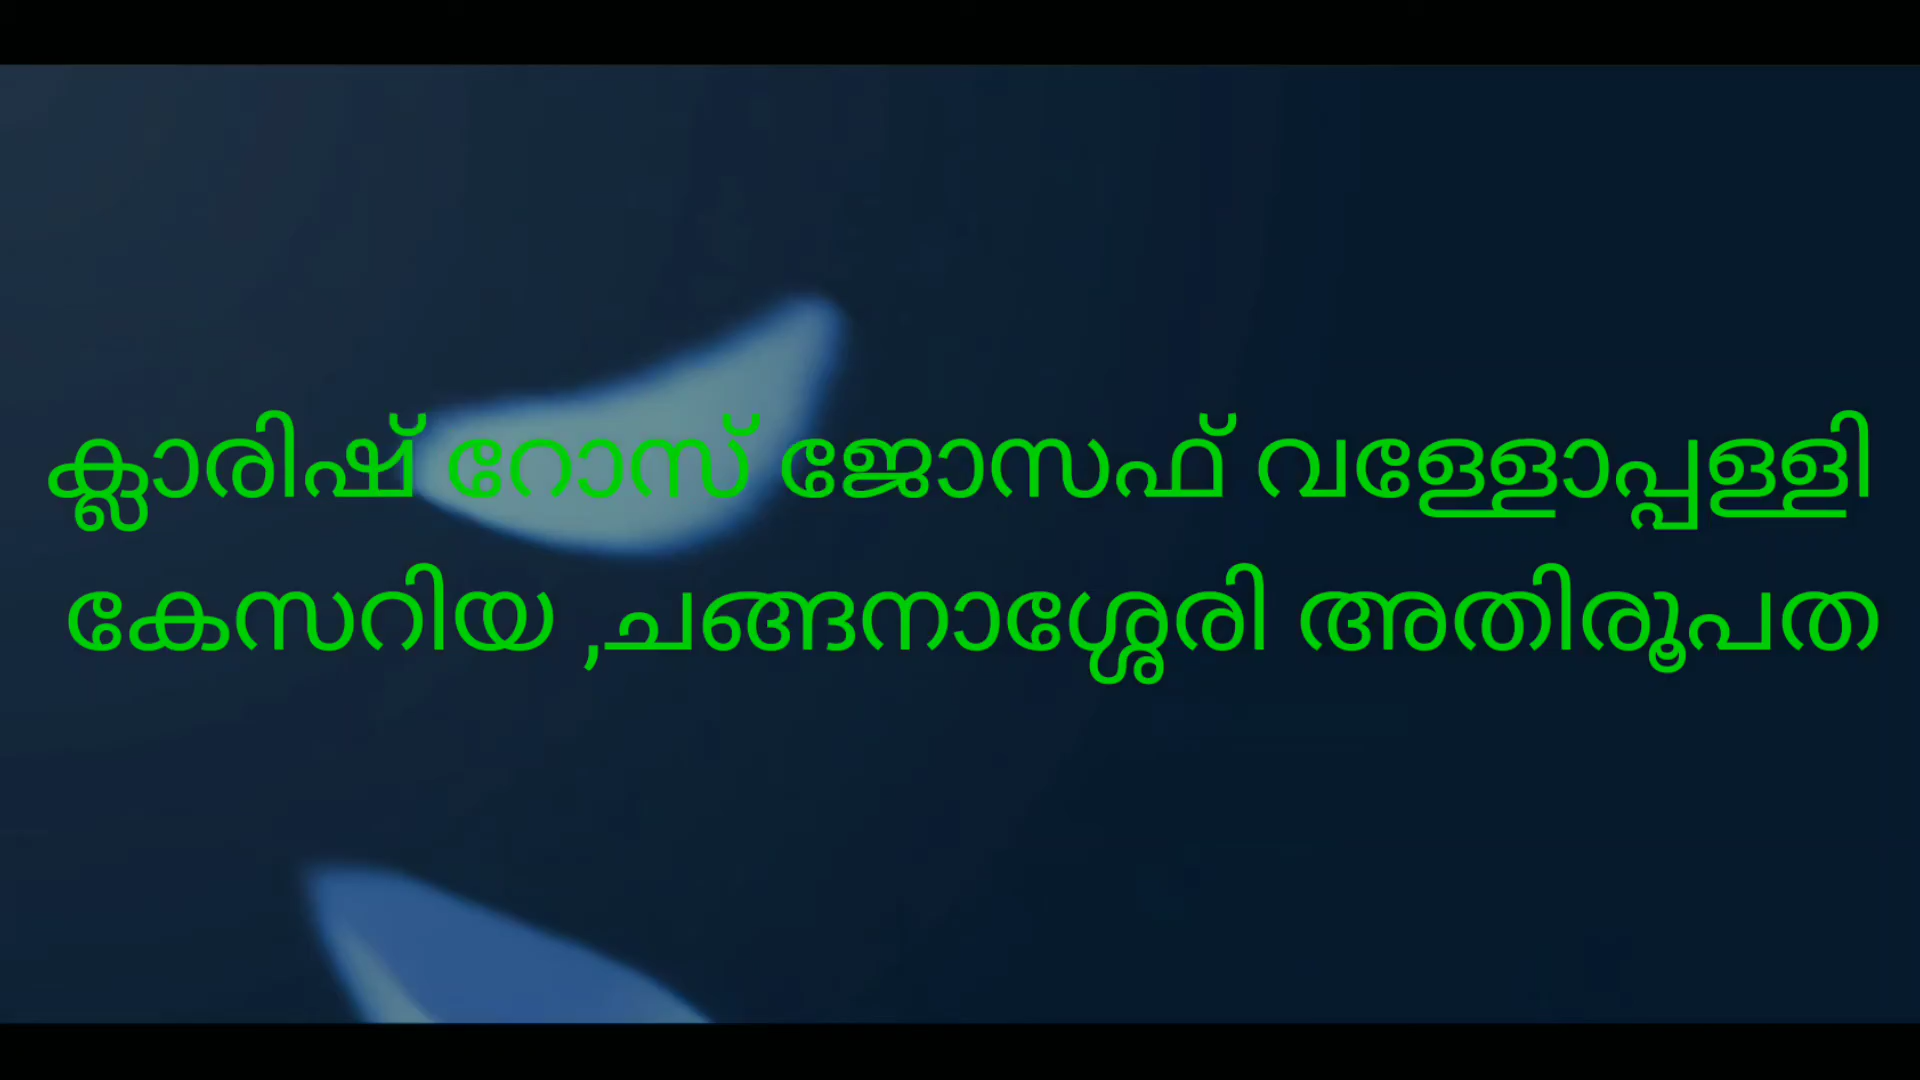 ക്ലാരിഷ് റോസ് ജോസഫ് വള്ളോപ്പള്ളി
കേസറിയ ,ചങ്ങനാശ്ശേരി അതിരൂപത